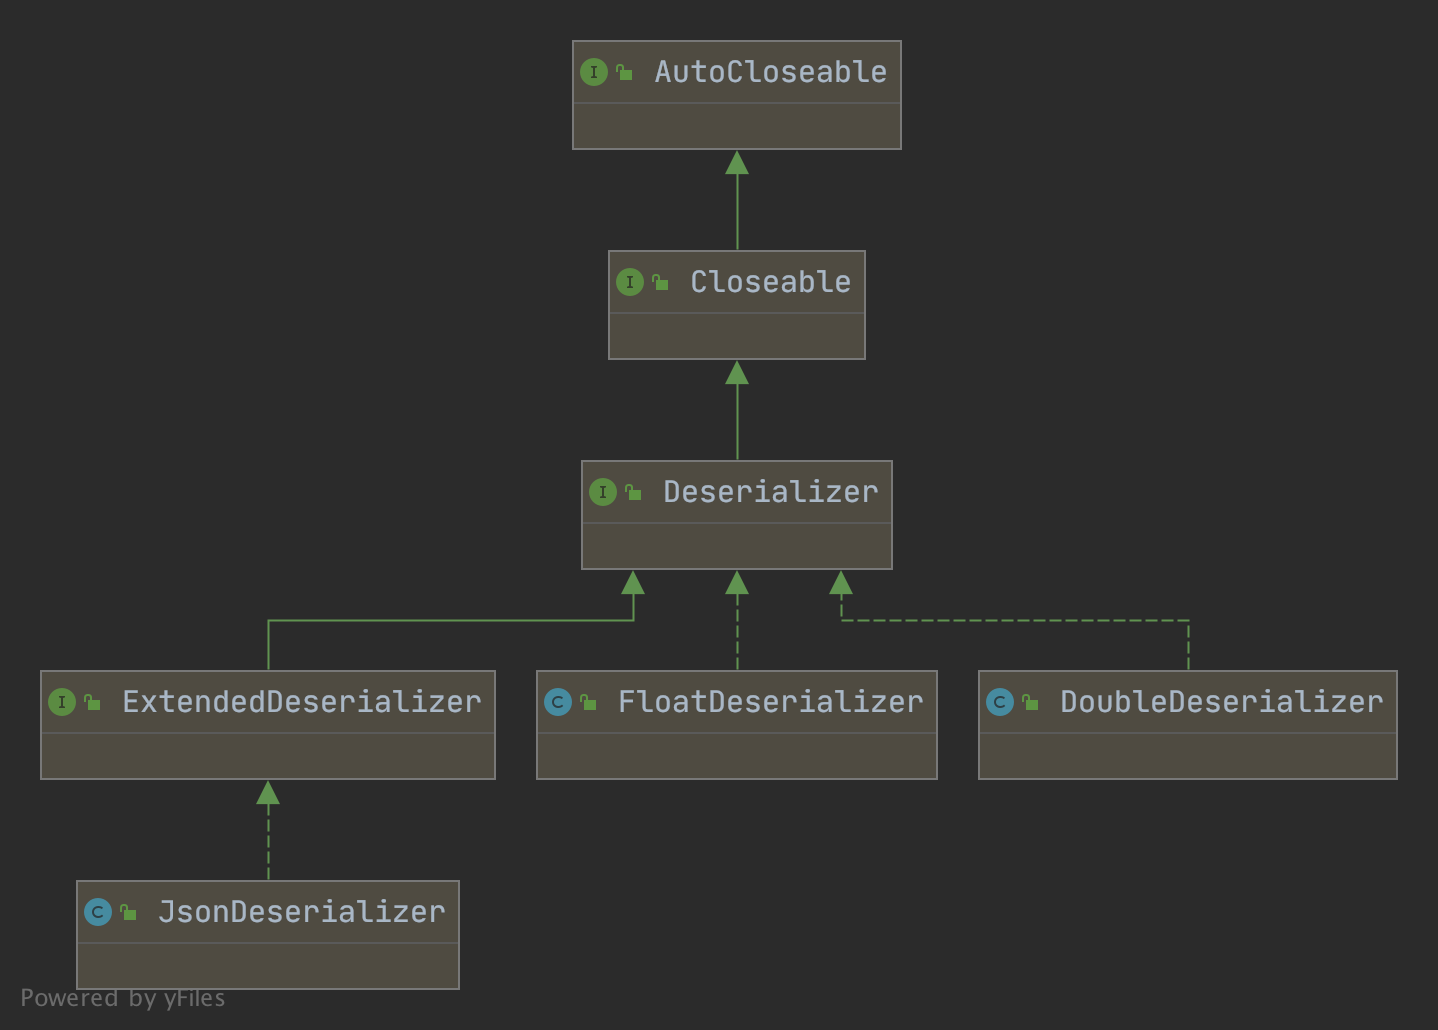 AutoCloseable
Closeable
Deserializer
ExtendedDeserializer
FloatDeserializer
DoubleDeserializer
JsonDeserializer
Powered by yFiles